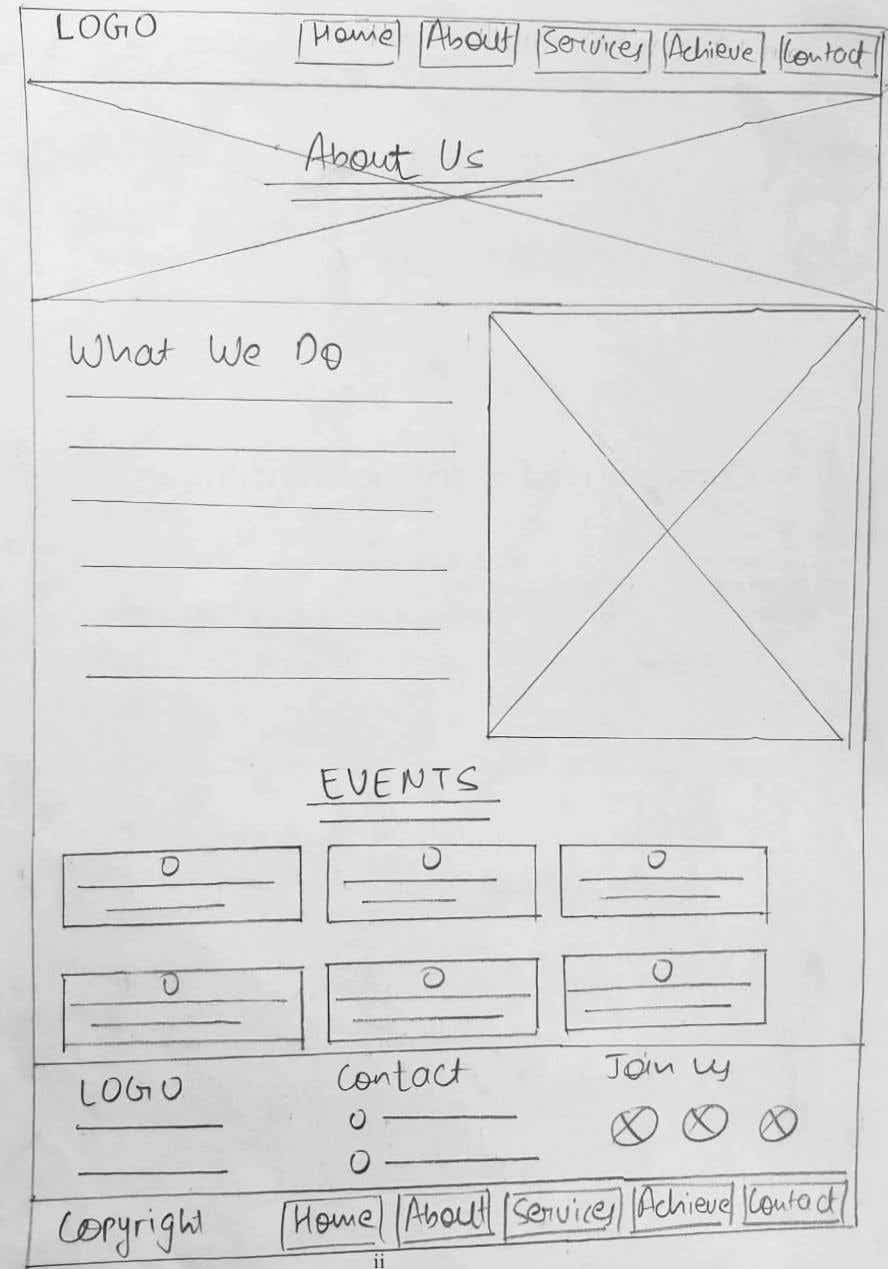 LOGO Home About Services Achieve Contact
About Us
What We Do
EVENTS
LOGO Contact Join us
Copyright Home About Services Achieve Contact
ii